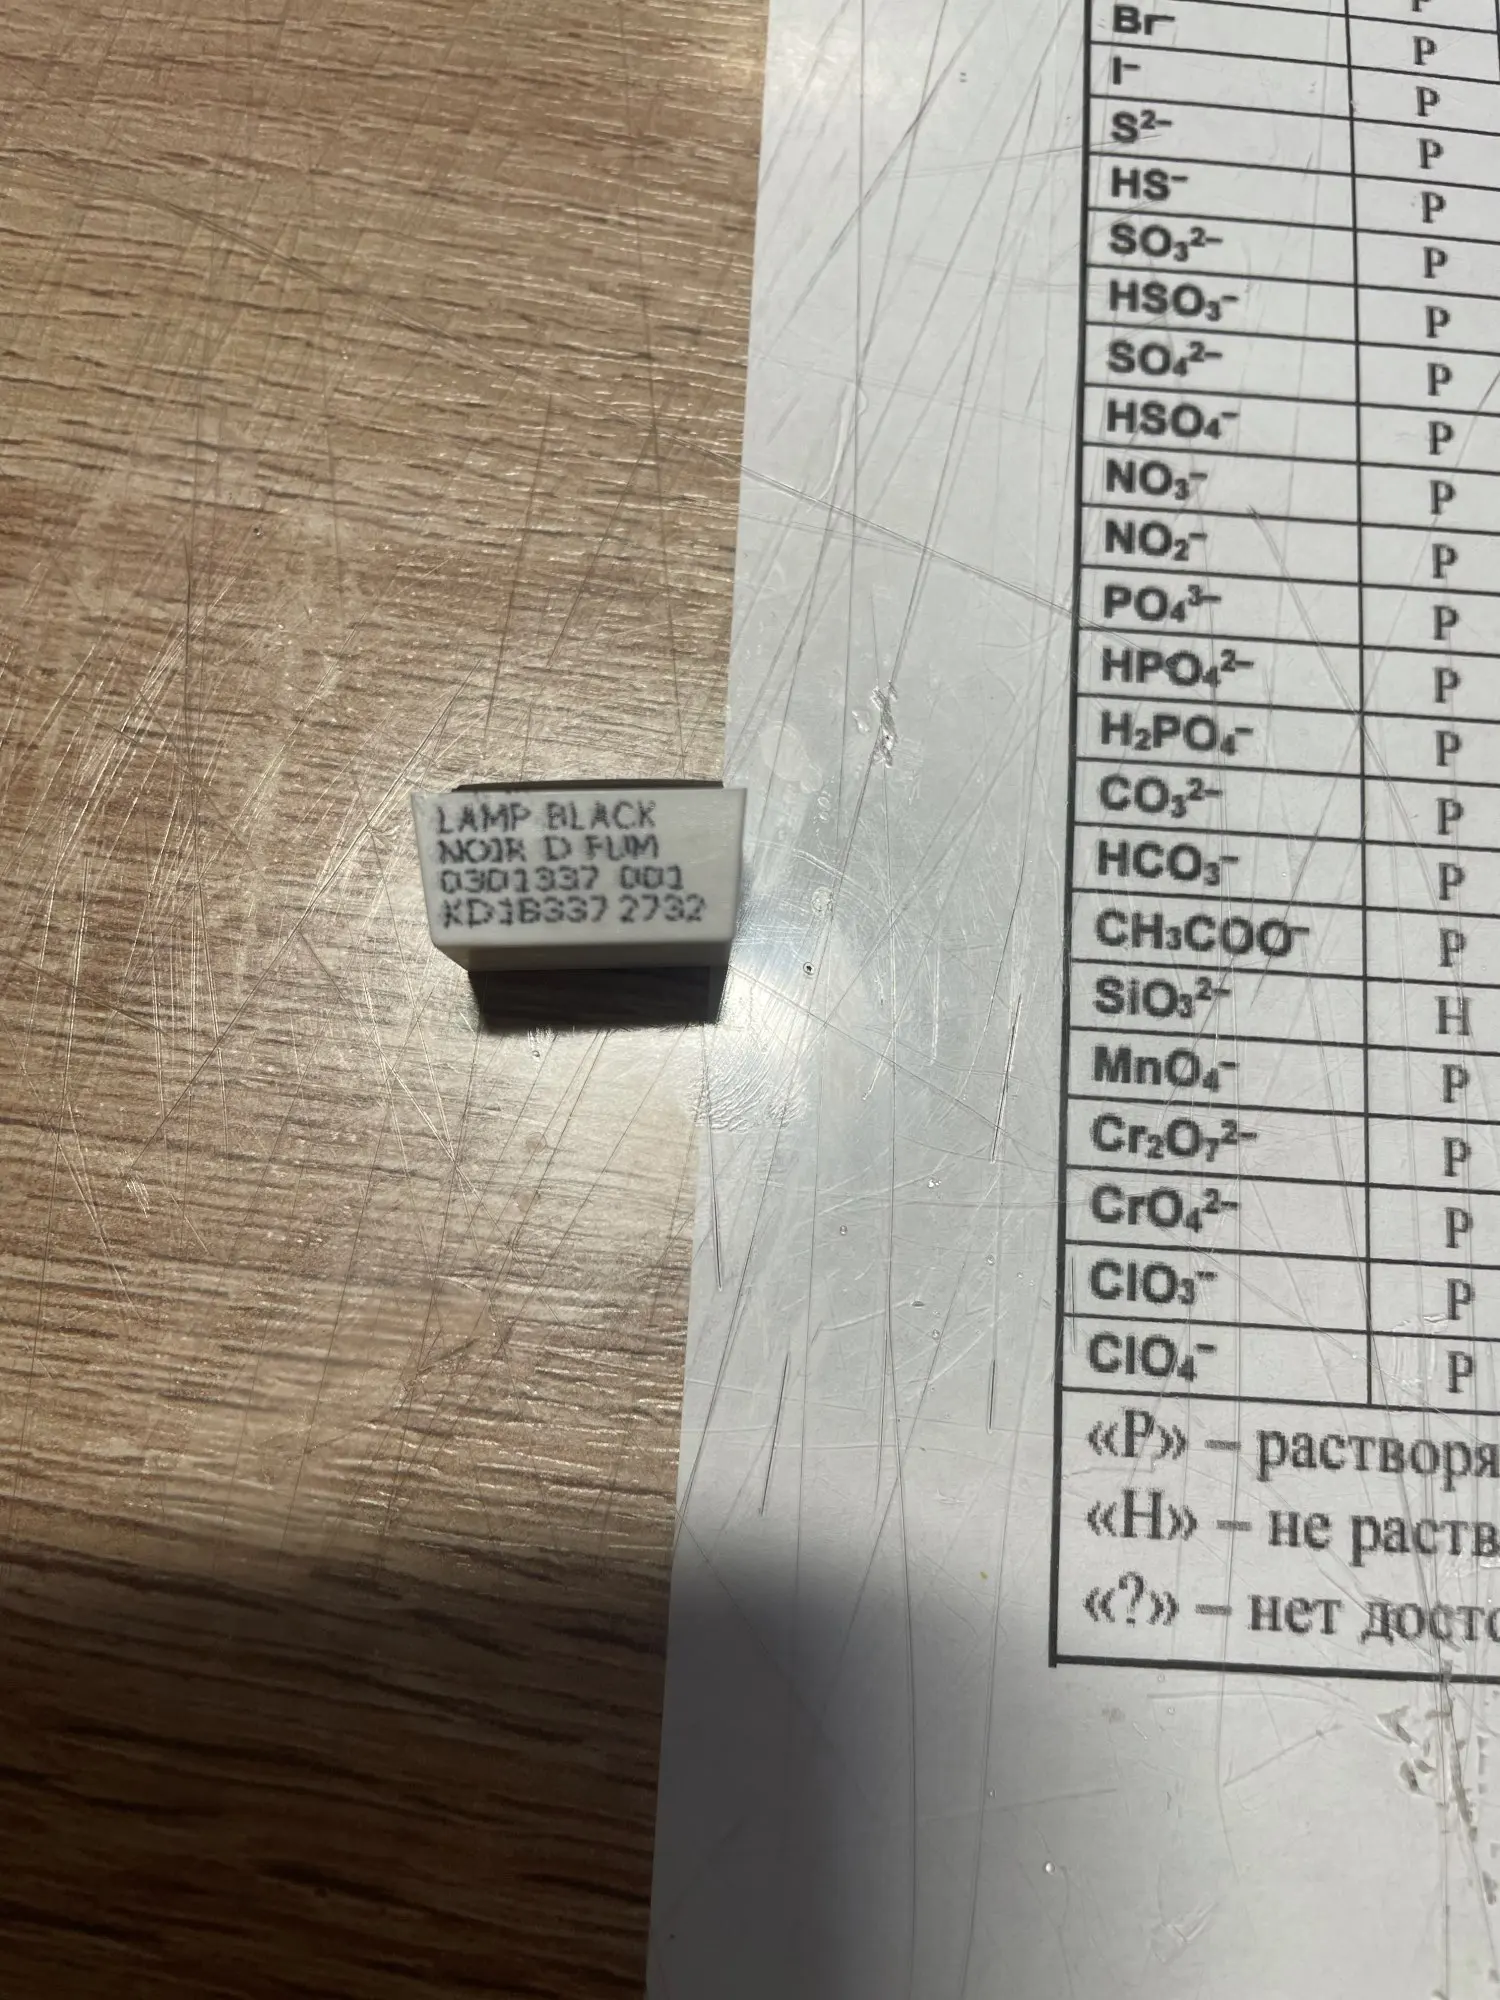 Br⁻ P
I⁻ P
S²⁻ P
HS⁻ P
SO₃²⁻ P
HSO₃⁻ P
SO₄²⁻ P
HSO₄⁻ P
NO₃⁻ P
NO₂⁻ P
PO₄³⁻ P
HPO₄²⁻ P
H₂PO₄⁻ P
CO₃²⁻ P
HCO₃⁻ P
CH₃COO⁻ P
SiO₃²⁻ Н
MnO₄⁻ P
Cr₂O₇²⁻ P
CrO₄²⁻ P
ClO₃⁻ P
ClO₄⁻ P
«Р» – растворя
«Н» – не раств
«?» – нет досто
LAMP BLACK
NOIR D FUM
0301337 001
KD1B337 2732